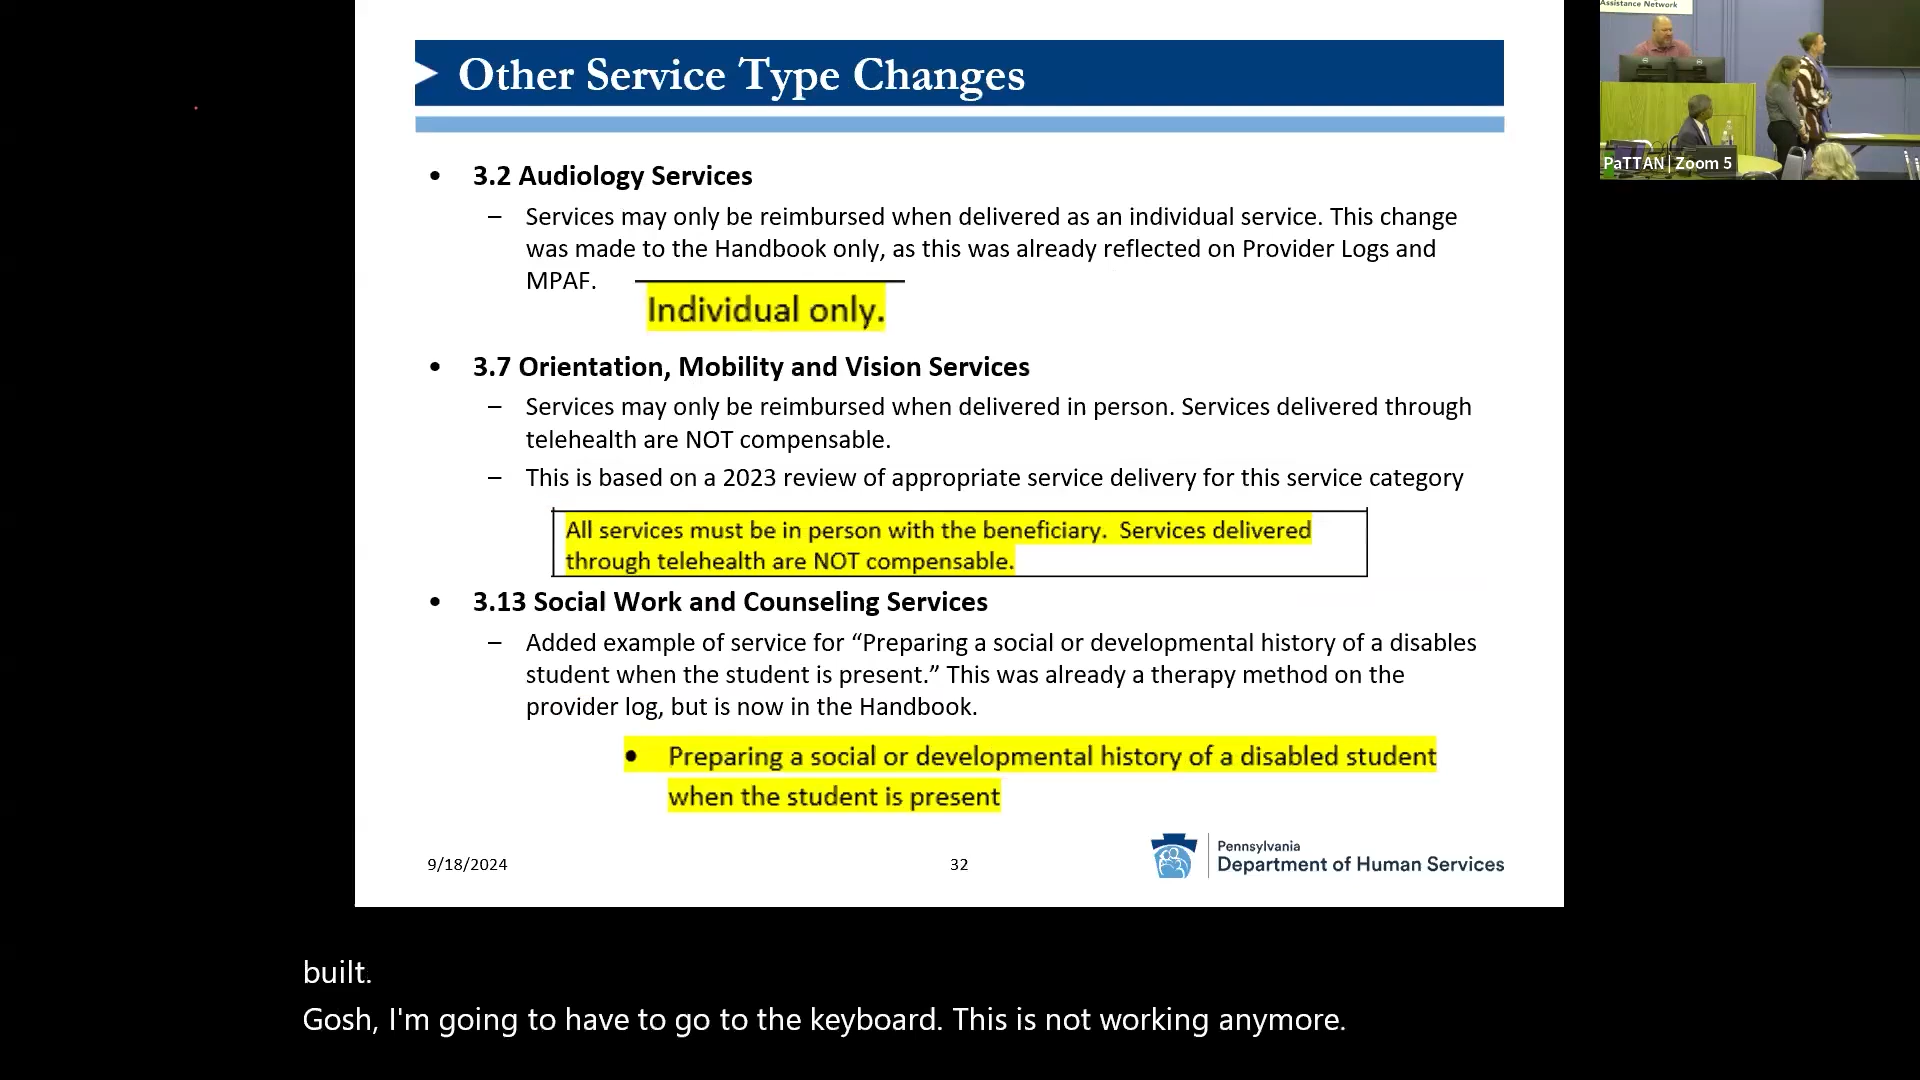 Assistance Network
Other Service Type Changes
• 3.2 Audiology Services
– Services may only be reimbursed when delivered as an individual service. This change
was made to the Handbook only, as this was already reflected on Provider Logs and
MPAF.
Individual only.
• 3.7 Orientation, Mobility and Vision Services
– Services may only be reimbursed when delivered in person. Services delivered through
telehealth are NOT compensable.
– This is based on a 2023 review of appropriate service delivery for this service category
All services must be in person with the beneficiary. Services delivered
through telehealth are NOT compensable.
• 3.13 Social Work and Counseling Services
– Added example of service for “Preparing a social or developmental history of a disables
student when the student is present.” This was already a therapy method on the
provider log, but is now in the Handbook.
• Preparing a social or developmental history of a disabled student
when the student is present
9/18/2024
32
Pennsylvania
Department of Human Services
PaTTAN | Zoom 5
built.
Gosh, I'm going to have to go to the keyboard. This is not working anymore.